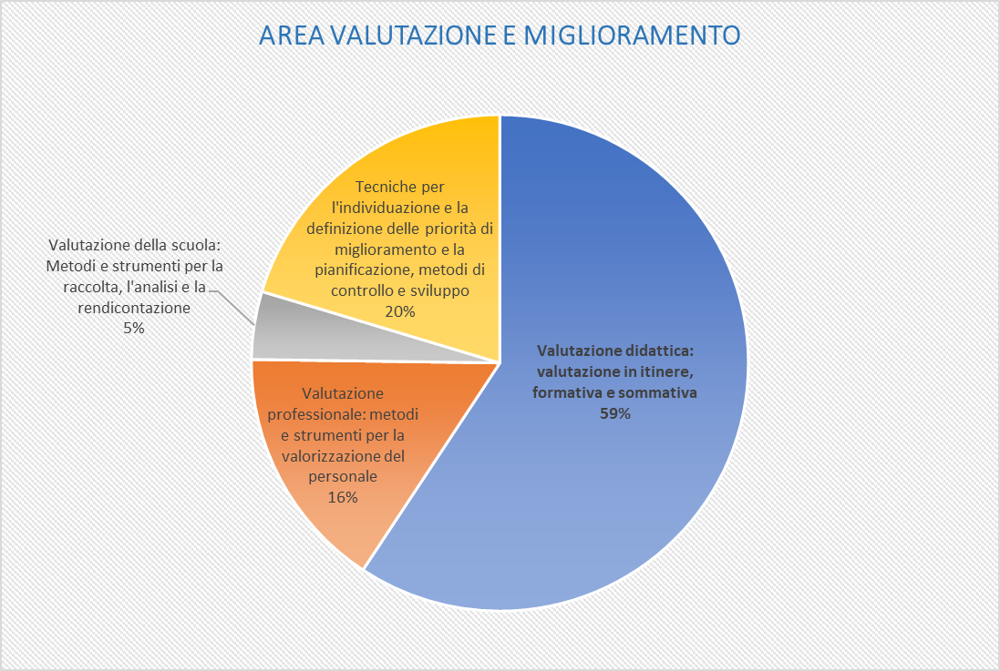 AREA VALUTAZIONE E MIGLIORAMENTO
Tecniche per
l'individuazione e la
definizione delle priorità di
miglioramento e la
pianificazione, metodi di
controllo e sviluppo
20%
Valutazione della scuola:
Metodi e strumenti per la
raccolta, l'analisi e la
rendicontazione
5%
Valutazione didattica:
valutazione in itinere,
formativa e sommativa
59%
Valutazione
professionale: metodi
e strumenti per la
valorizzazione del
personale
16%